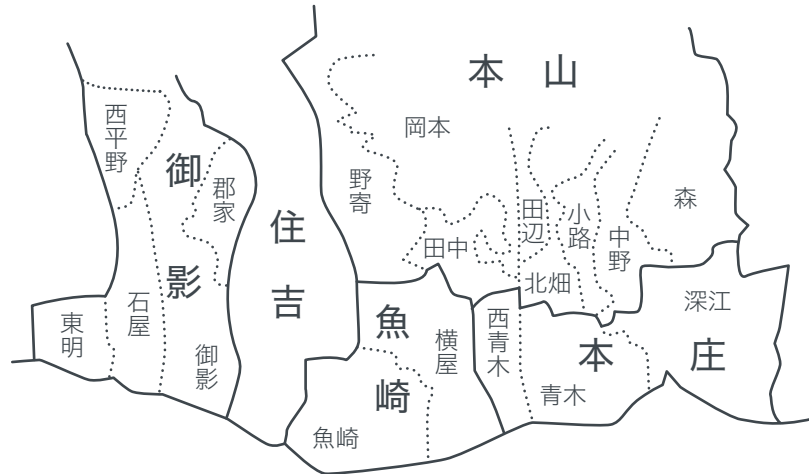 本山
岡本
西平野
御影
郡家
野寄
田辺
小路
森
住吉
田中
中野
北畑
東明
石屋
御影
魚崎
横屋
西青木
本庄
深江
青木
魚崎